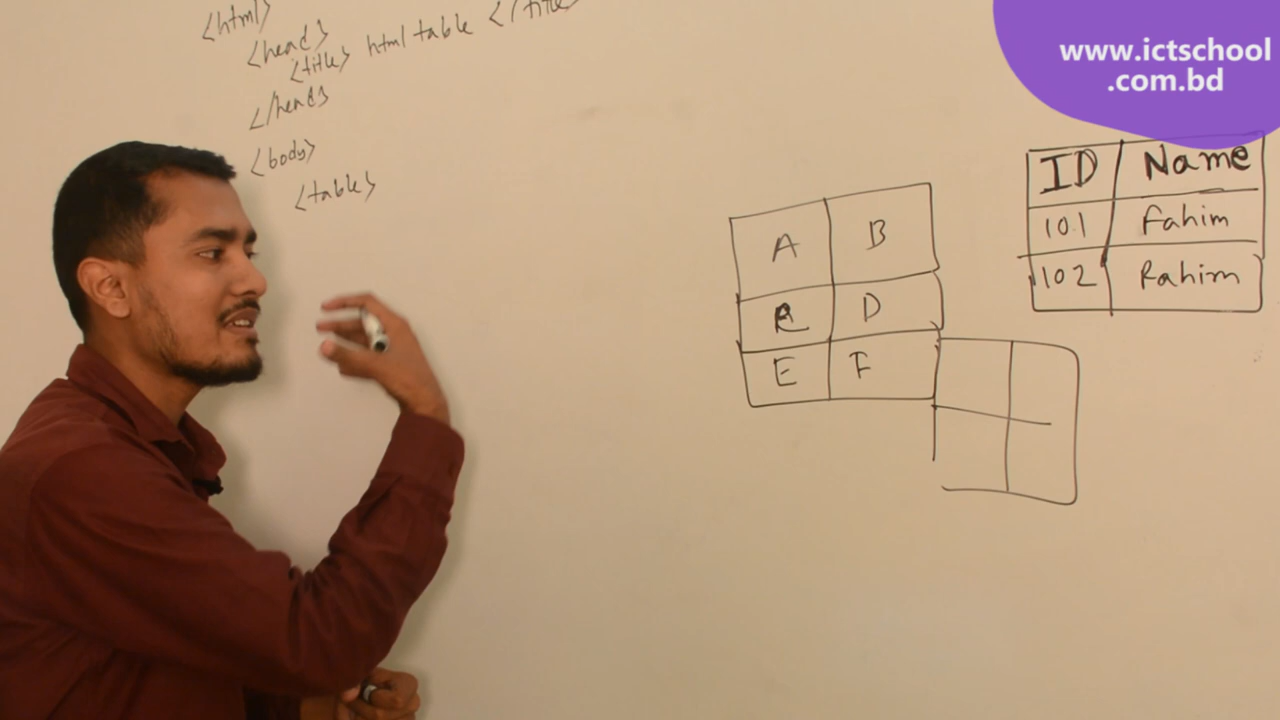 <html>
<head>
<title> html table </title>
</head>
<body>
<table>
www.ictschool
.com.bd
ID Name
101 Fahim
102 Rahim
A B
C D
E F